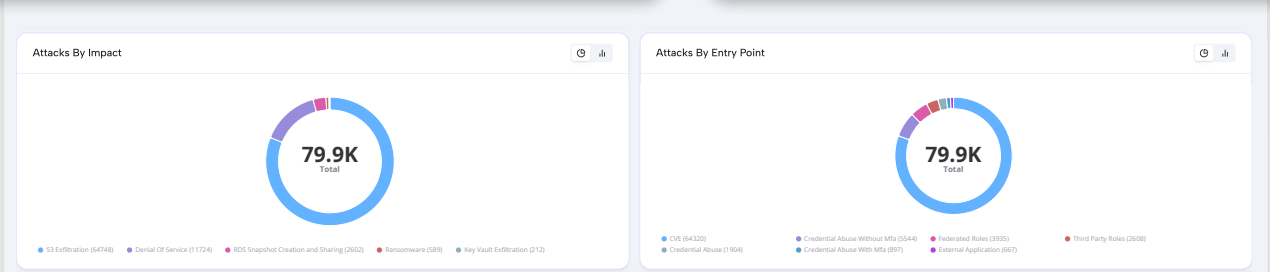 Attacks By Impact
79.9K
Total
S3 Exfiltration (64748) Denial Of Service (11724) RDS Snapshot Creation and Sharing (2602) Ransomware (589) Key Vault Exfiltration (212)
Attacks By Entry Point
79.9K
Total
CVE (64320) Credential Abuse Without Mfa (5544) Federated Roles (3935) Third Party Roles (2608)
Credential Abuse (1904) Credential Abuse With Mfa (897) External Application (667)